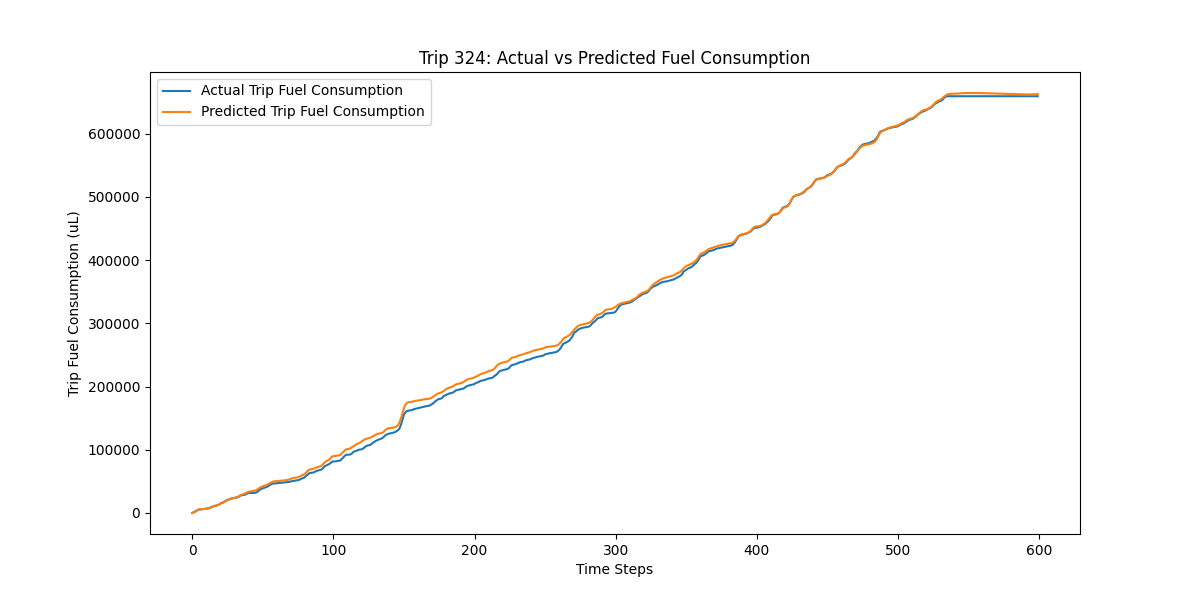 Trip 324: Actual vs Predicted Fuel Consumption
Actual Trip Fuel Consumption
Predicted Trip Fuel Consumption
Trip Fuel Consumption (uL)
600000
500000
400000
300000
200000
100000
0
0 100 200 300 400 500 600
Time Steps